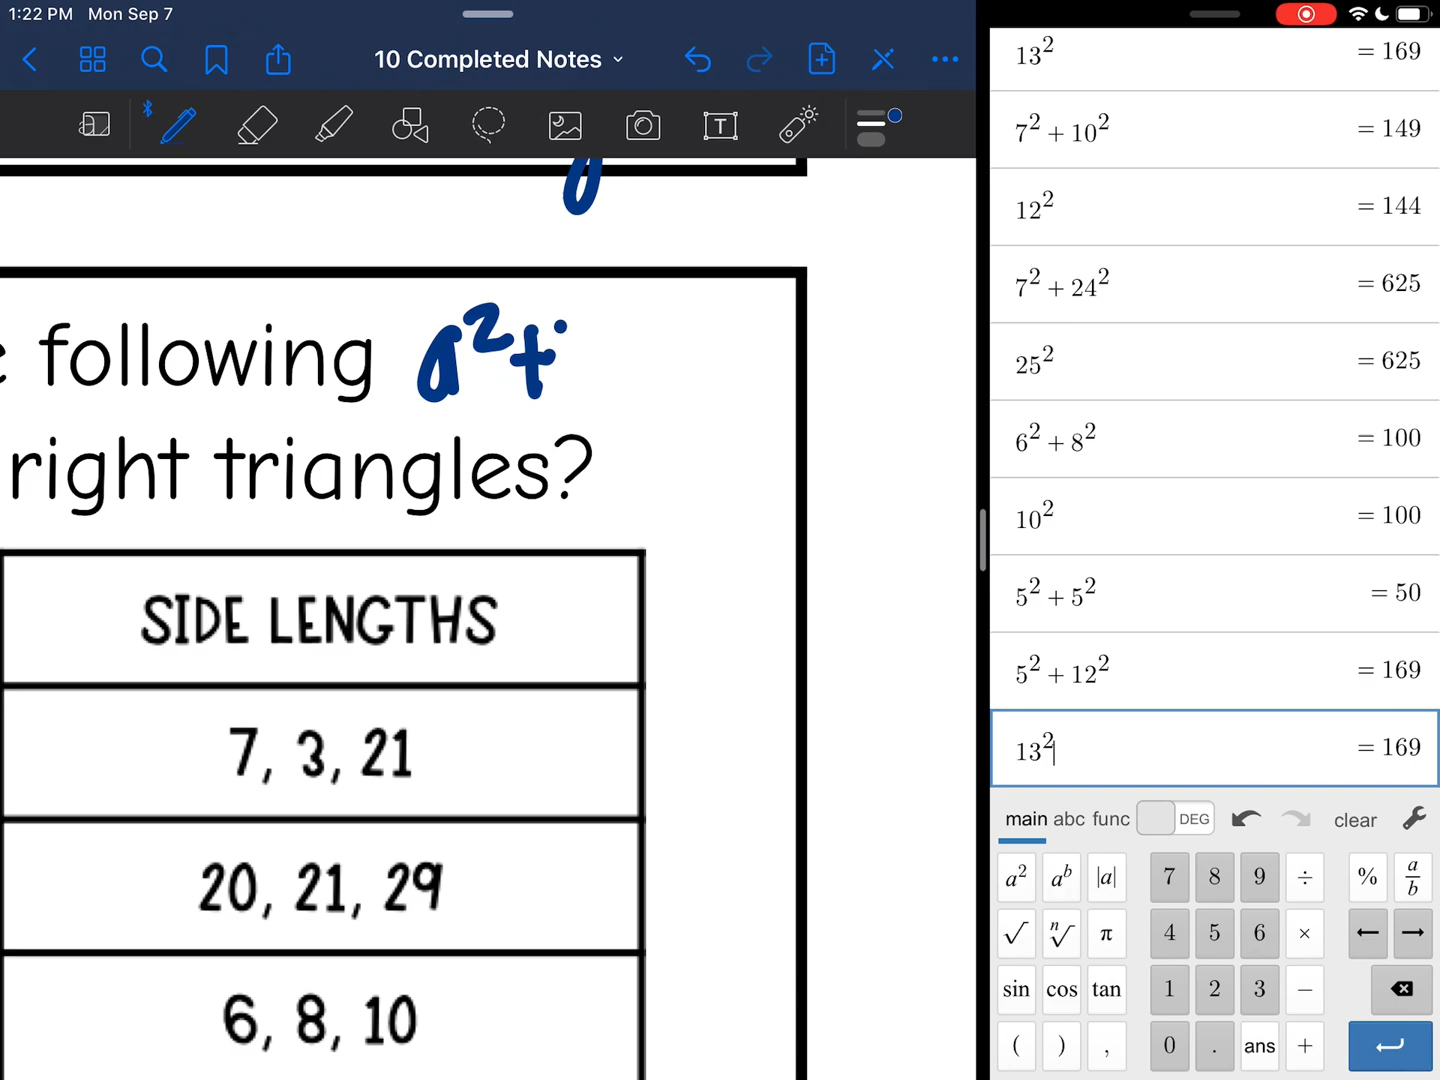 1:22 PM Mon Sep 7
10 Completed Notes
T
following a²+
right triangles?
SIDE LENGTHS
7, 3, 21
20, 21, 29
6, 8, 10
13² = 169
7² + 10² = 149
12² = 144
7² + 24² = 625
25² = 625
6² + 8² = 100
10² = 100
5² + 5² = 50
5² + 12² = 169
13² = 169
main abc func DEG clear
a² aᵇ |a| 7 8 9 ÷ % a/b
√ ⁿ√ π 4 5 6 × ← →
sin cos tan 1 2 3 −
( ) , 0 . ans +